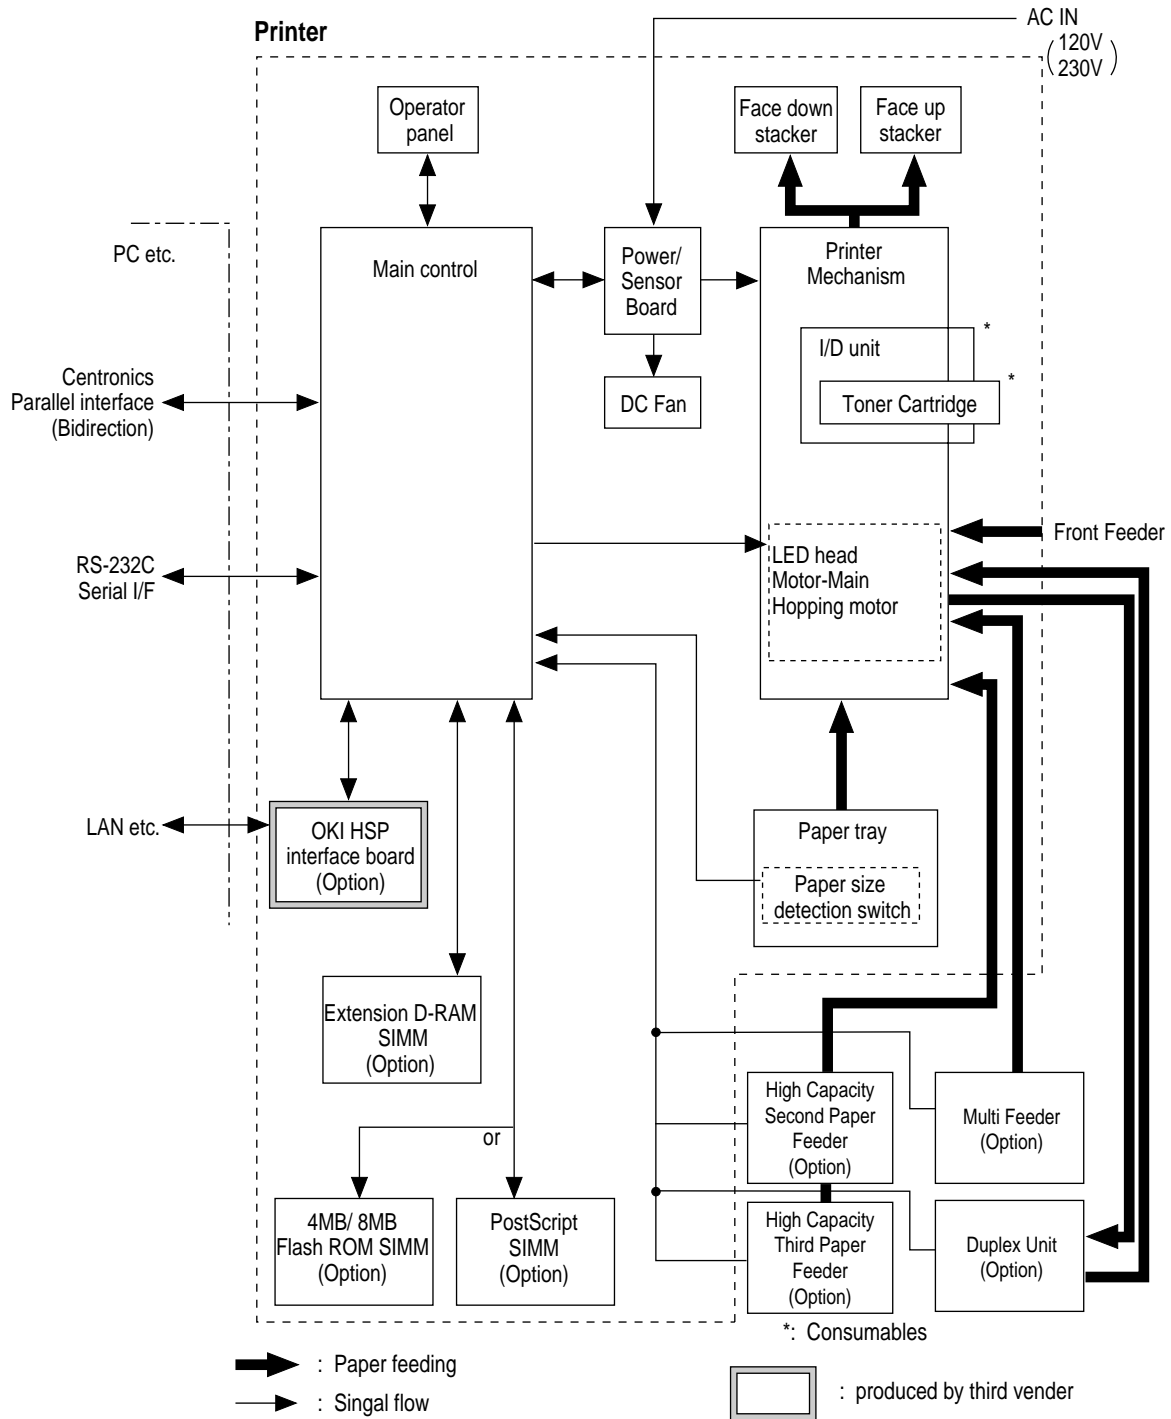 Printer
AC IN
120V
230V
Operator
panel
Face down
stacker
Face up
stacker
PC etc.
Main control
Power/
Sensor
Board
Printer
Mechanism
*
I/D unit
*
Toner Cartridge
DC Fan
Centronics
Parallel interface
(Bidirection)
Front Feeder
RS-232C
Serial I/F
LED head
Motor-Main
Hopping motor
LAN etc.
OKI HSP
interface board
(Option)
Paper tray
Paper size
detection switch
Extension D-RAM
SIMM
(Option)
High Capacity
Second Paper
Feeder
(Option)
Multi Feeder
(Option)
or
4MB/ 8MB
Flash ROM SIMM
(Option)
PostScript
SIMM
(Option)
High Capacity
Third Paper
Feeder
(Option)
Duplex Unit
(Option)
*: Consumables
: Paper feeding
: Singal flow
: produced by third vender